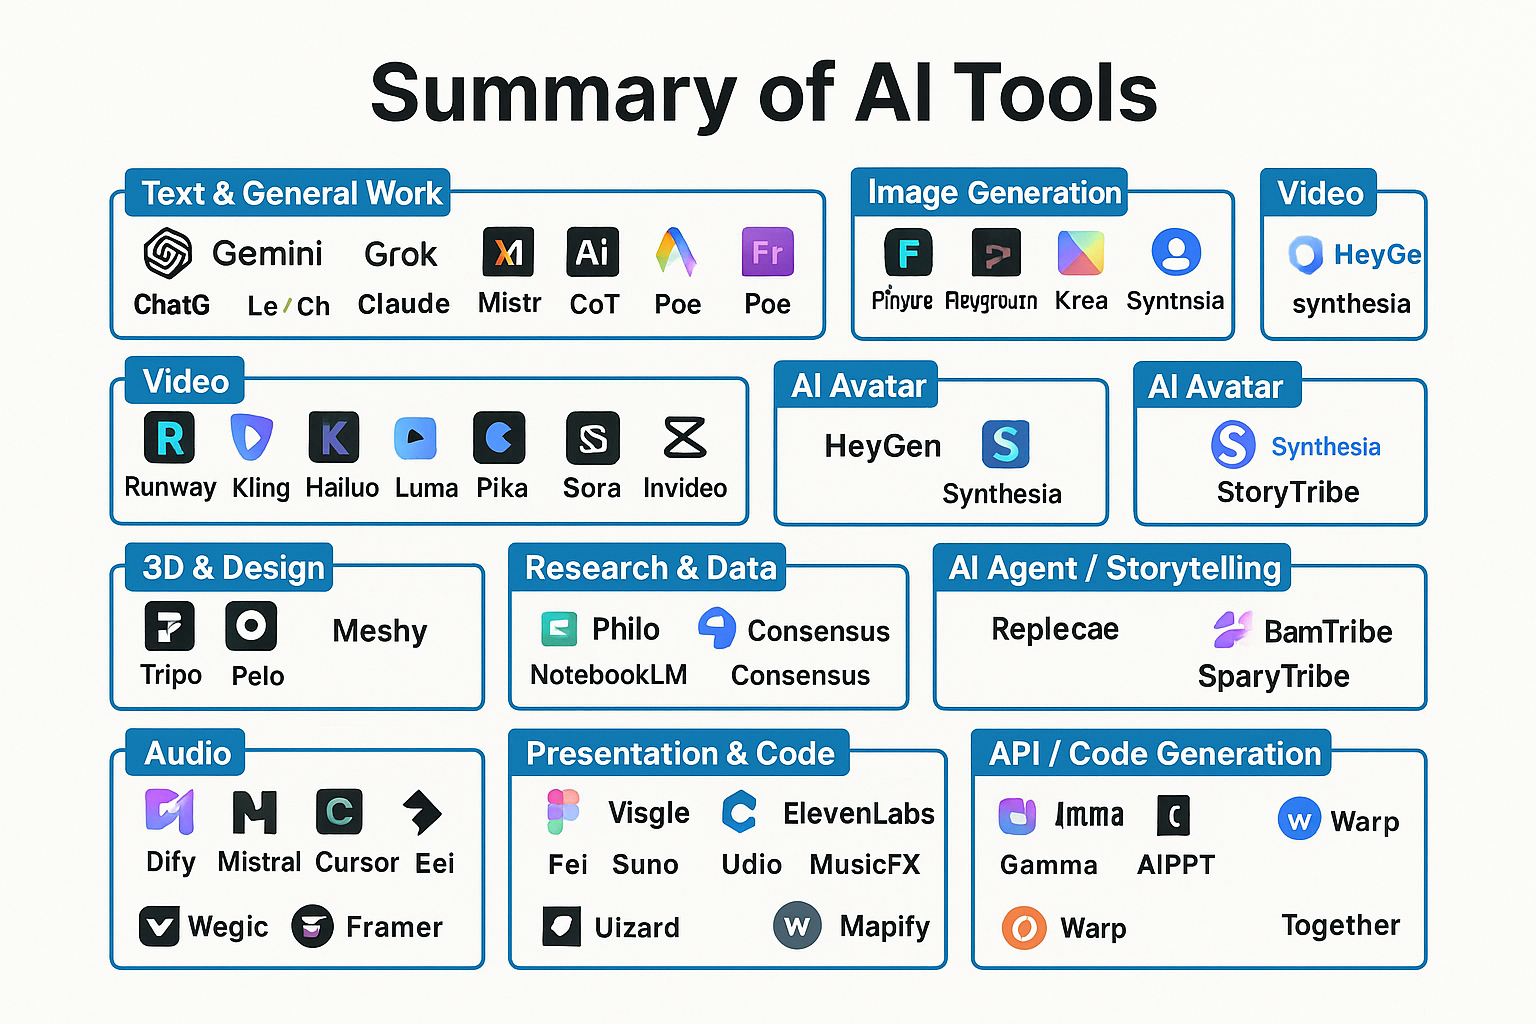 Summary of AI Tools
Text & General Work
Gemini Grok Ai Fr
ChatG Le/Ch Claude Mistr CoT Poe Poe
Image Generation
F
Krea Syntnsia
Video
HeyGe
synthesia
Video
R K S
Runway Kling Hailuo Luma Pika Sora Invideo
AI Avatar
HeyGen S
Synthesia
AI Avatar
S Synthesia
StoryTribe
3D & Design
Meshy
Tripo Pelo
Research & Data
Philo Consensus
NotebookLM Consensus
AI Agent / Storytelling
Replecae BamTribe
SparyTribe
Audio
C
Dify Mistral Cursor Eei
Wegic Framer
Presentation & Code
Visgle ElevenLabs
Fei Suno Udio MusicFX
Uizard W Mapify
API / Code Generation
Imma C W Warp
Gamma AIPPT
Warp Together